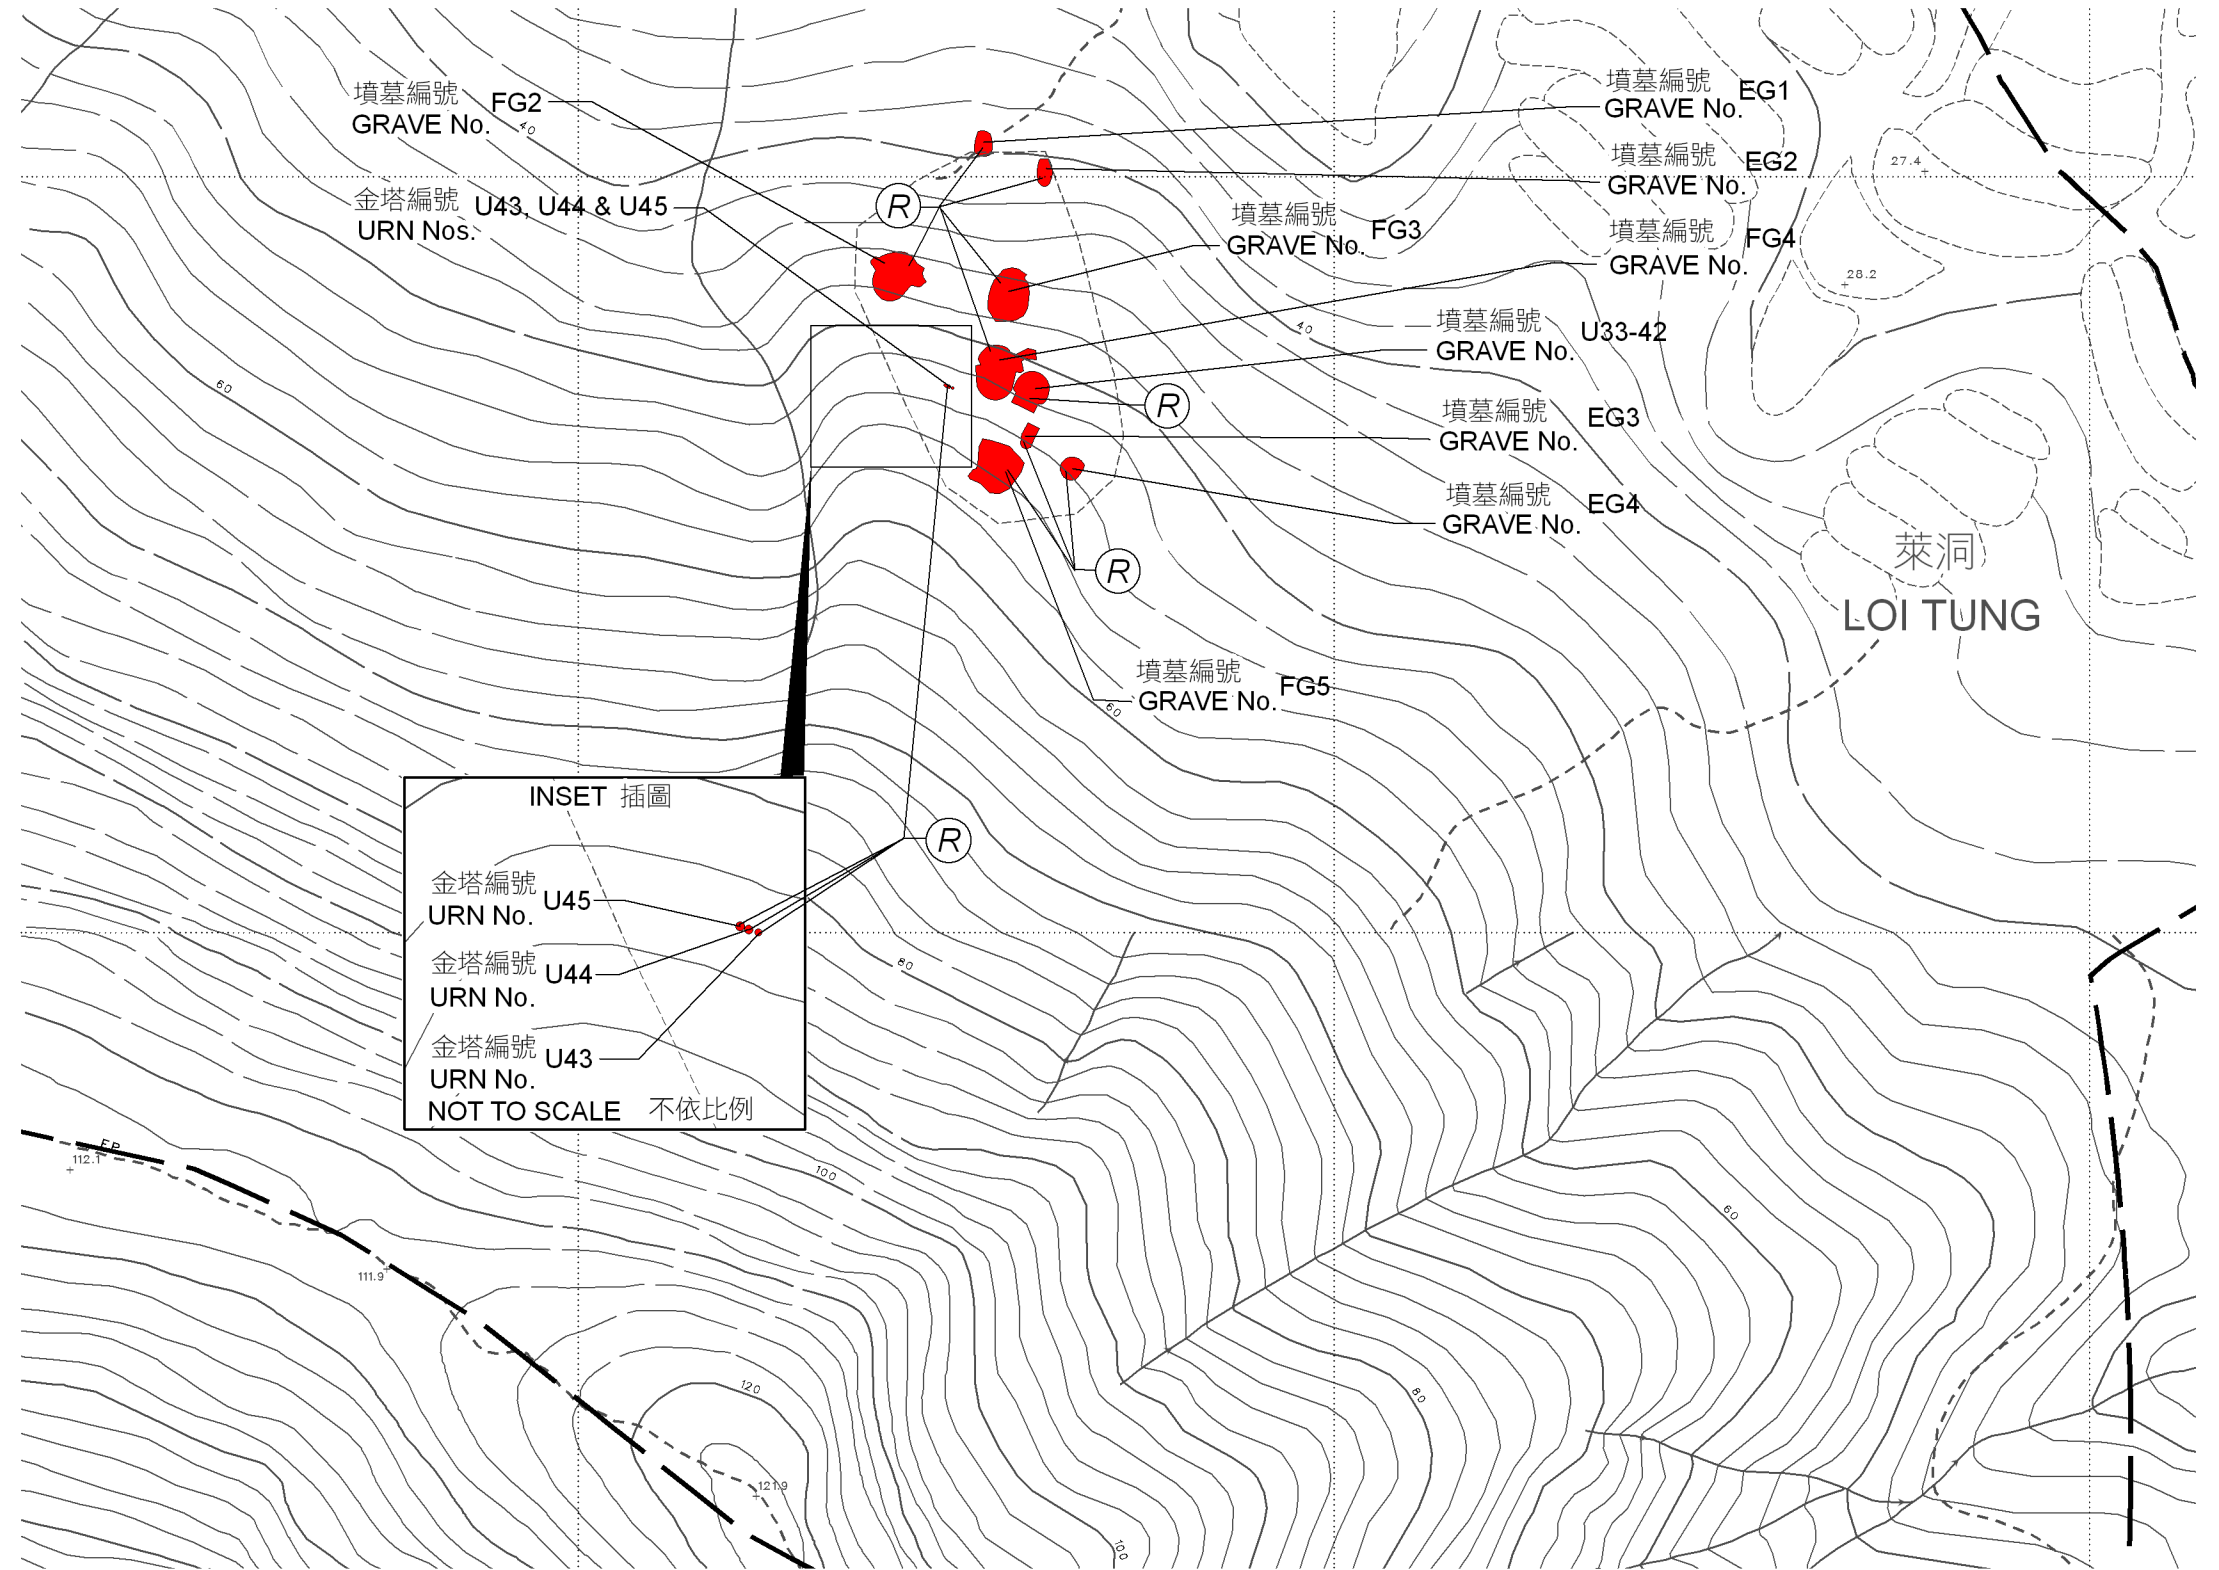 墳墓編號
GRAVE No. FG2
40
金塔編號
URN Nos. U43, U44 & U45
R
墳墓編號
GRAVE No. EG1
墳墓編號
GRAVE No. EG2
墳墓編號
GRAVE No. FG3
墳墓編號
GRAVE No. FG4
27.4
28.2
40
墳墓編號
GRAVE No. U33-42
60
R
墳墓編號
GRAVE No. EG3
墳墓編號
GRAVE No. EG4
萊洞
LOI TUNG
R
墳墓編號
GRAVE No. FG5
60
INSET 插圖
R
金塔編號
URN No. U45
金塔編號
URN No. U44
80
金塔編號
URN No. U43
NOT TO SCALE 不依比例
FP
112.1
100
60
111.9
120
80
121.9
100